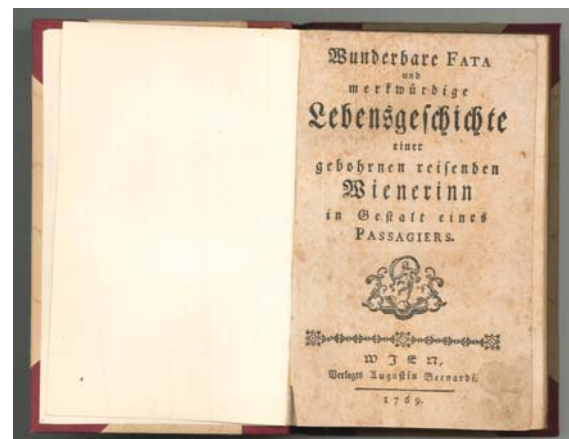 Wunderbare FATA
und
merkwürdige
Lebensgeschichte
einer
gebohrnen reisenden
Wienerinn
in Gestalt eines
PASSAGIERS.
WIEN,
Verlegts Augustin Bernardi,
1769.